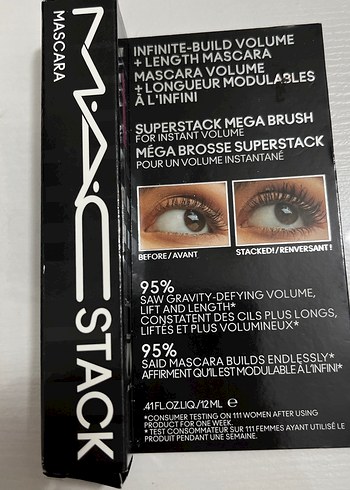 MASCARA
M·A·C STACK
INFINITE-BUILD VOLUME
+ LENGTH MASCARA
MASCARA VOLUME
+ LONGUEUR MODULABLES
À L'INFINI
SUPERSTACK MEGA BRUSH
FOR INSTANT VOLUME
MÉGA BROSSE SUPERSTACK
POUR UN VOLUME INSTANTANÉ
BEFORE / AVANT
STACKED! / RENVERSANT !
95%
SAW GRAVITY-DEFYING VOLUME,
LIFT AND LENGTH*
CONSTATENT DES CILS PLUS LONGS,
LIFTÉS ET PLUS VOLUMINEUX*
95%
SAID MASCARA BUILDS ENDLESSLY*
AFFIRMENT QU'IL EST MODULABLE À L'INFINI*
.41 FL.OZ.LIQ./12 ML ℮
*CONSUMER TESTING ON 111 WOMEN AFTER USING
PRODUCT FOR ONE WEEK.
* TEST CONSOMMATEUR SUR 111 FEMMES AYANT UTILISÉ LE
PRODUIT PENDANT UNE SEMAINE.